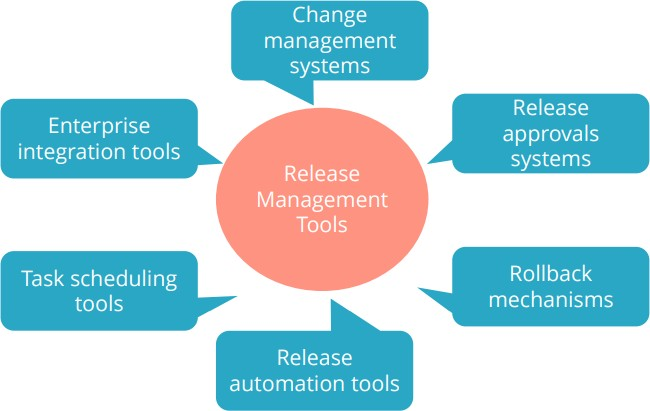 Change
management
systems
Enterprise
integration tools
Release
approvals
systems
Release
Management
Tools
Task scheduling
tools
Rollback
mechanisms
Release
automation tools